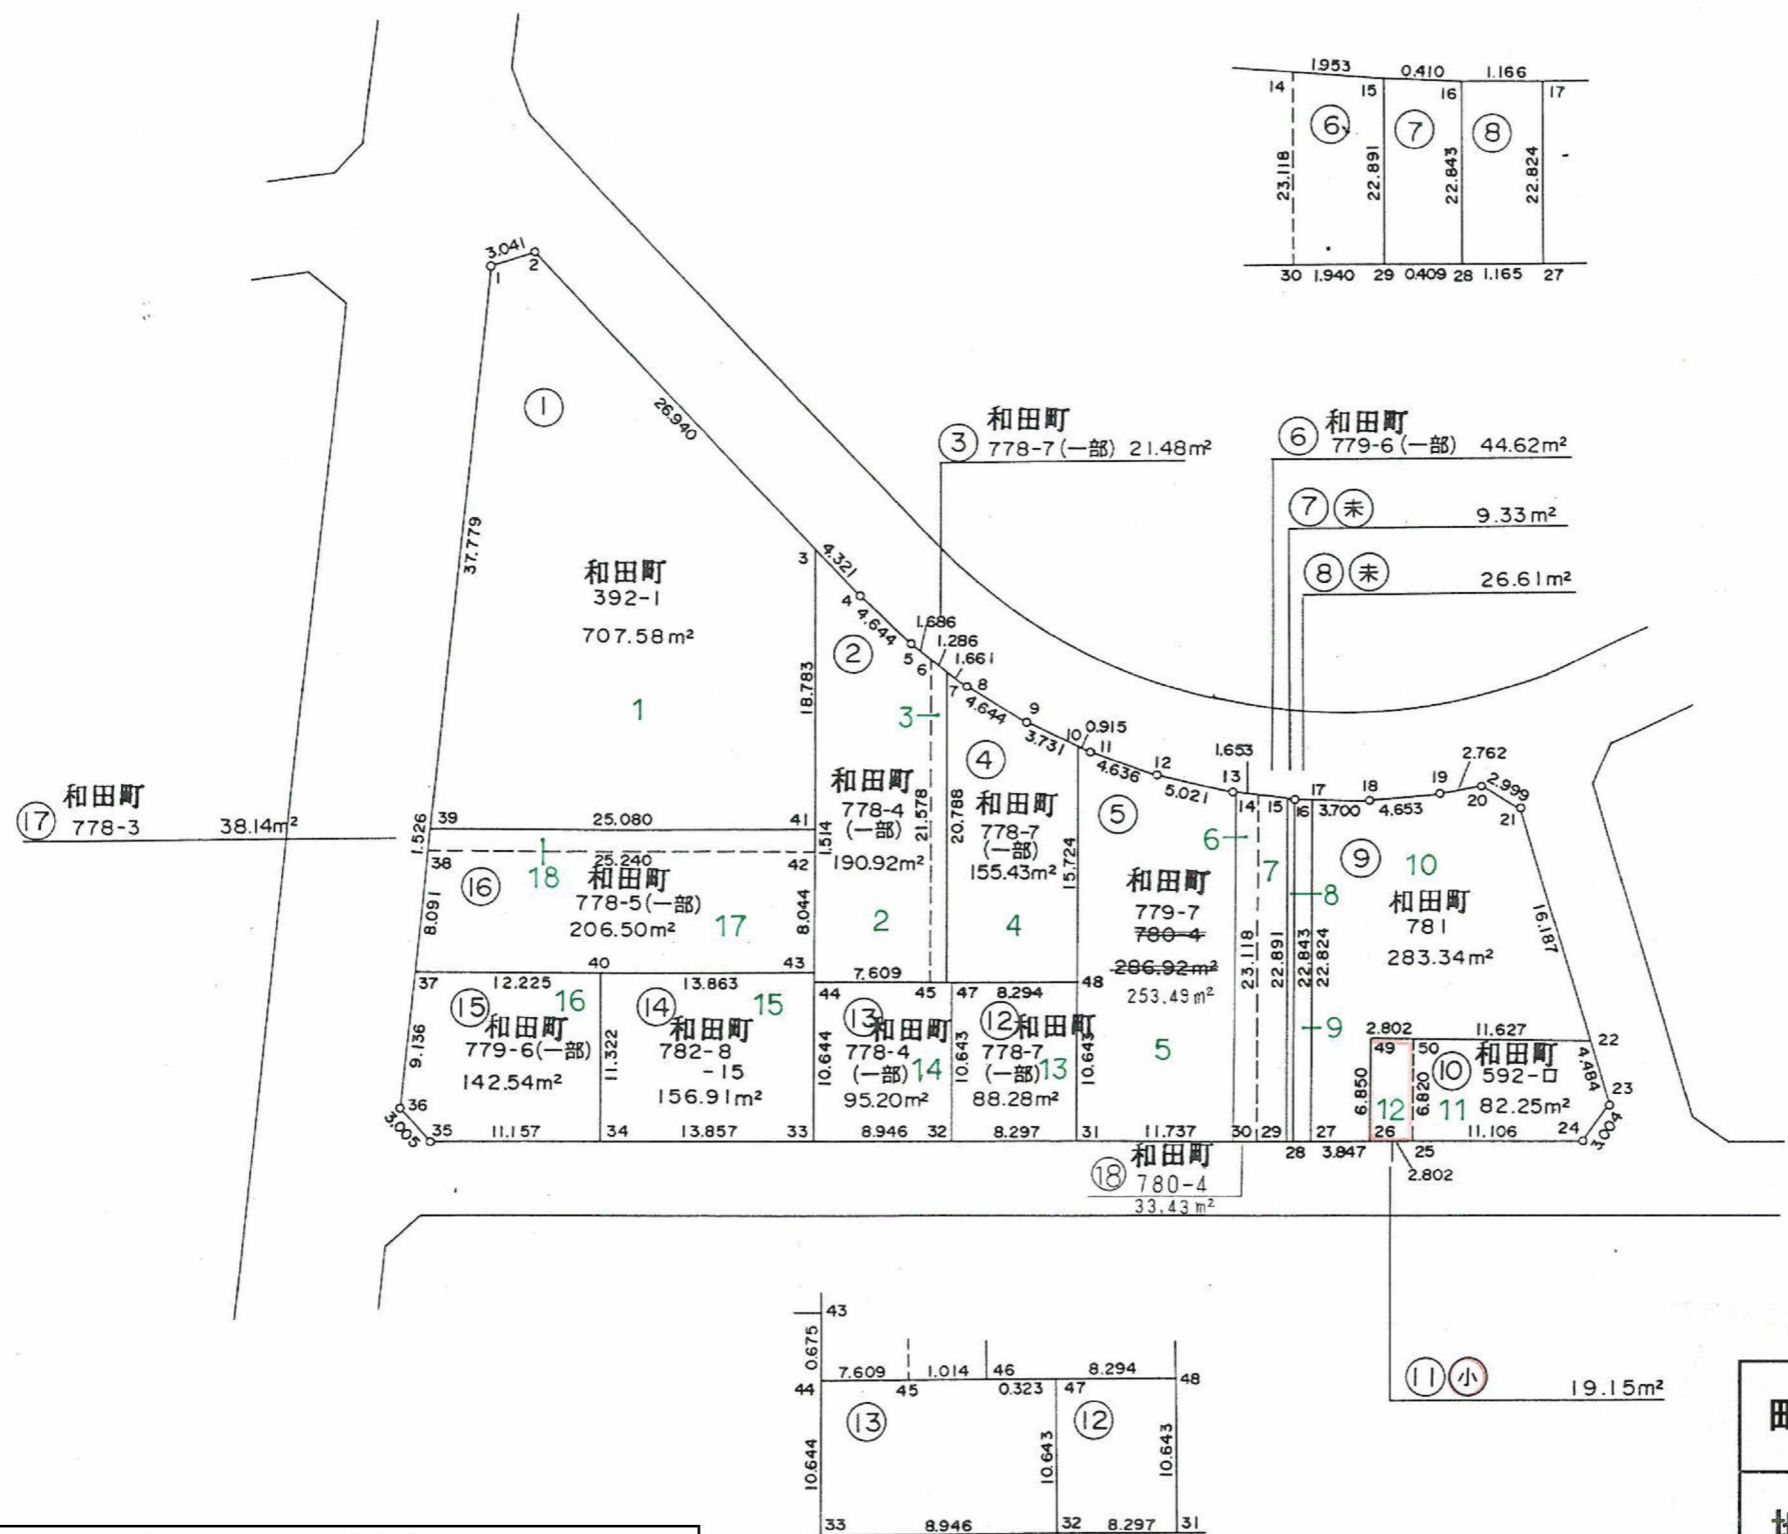 1.953 0.410 1.166
14 15 16 17
⑥ ⑦ ⑧
23.118 22.891 22.843 22.824
30 1.940 29 0.409 28 1.165 27
3.041
1 2
①
26.940
37.779
③ 和田町
778-7(一部) 21.48m²
⑥ 和田町
779-6(一部) 44.62m²
⑦ 未 9.33m²
⑧ 未 26.61m²
和田町
392-1
707.58m²
1
3 4.321
4 4.644
5 1.686
6 1.286
7 1.661
8 4.644
9 3.731
10 0.915
11 4.636
12 5.021
13 1.653
14 15 16 17 3.700 18 4.653 19 2.762 20 2.999 21
②
18.783
3
和田町
778-4
(一部)
190.92m²
2
21.578
20.788
④
和田町
778-7
(一部)
155.43m²
4
15.724
⑤
和田町
779-7
780-4
286.92m²
253.49m²
5
6
7
8
9
23.118 22.891 22.843 22.824
⑨ 10
和田町
781
283.34m²
16.187
⑰ 和田町
778-3 38.14m²
39 25.080 41
1.526 1.514
38 25.240 42
18
⑯ 和田町
778-5(一部)
206.50m²
17
8.091 8.044
37 12.225 40 13.863 43
⑮ 16
和田町
779-6(一部)
142.54m²
9.136
11.322
⑭ 15
和田町
782-8
-15
156.91m²
7.609
44 45 47 8.294 48
⑬ 和田町
778-4
(一部) 14
95.20m²
10.644 10.643 10.643
⑫ 和田町
778-7
(一部) 13
88.28m²
2.802 11.627 22
49 50 和田町
⑩ 592-ロ
82.25m²
6.850 6.820
12 11
4.484
23
3.004
24
36
3.005
35 11.157 34 13.857 33 8.946 32 8.297 31 11.737 30 29 28 27 3.847 26 25 11.106
2.802
⑱ 和田町
780-4
33.43m²
⑪ 小 19.15m²
43
0.675
7.609 1.014 46 8.294
44 45 0.323 47 48
⑬ ⑫
10.644 10.643 10.643
33 8.946 32 8.297 31